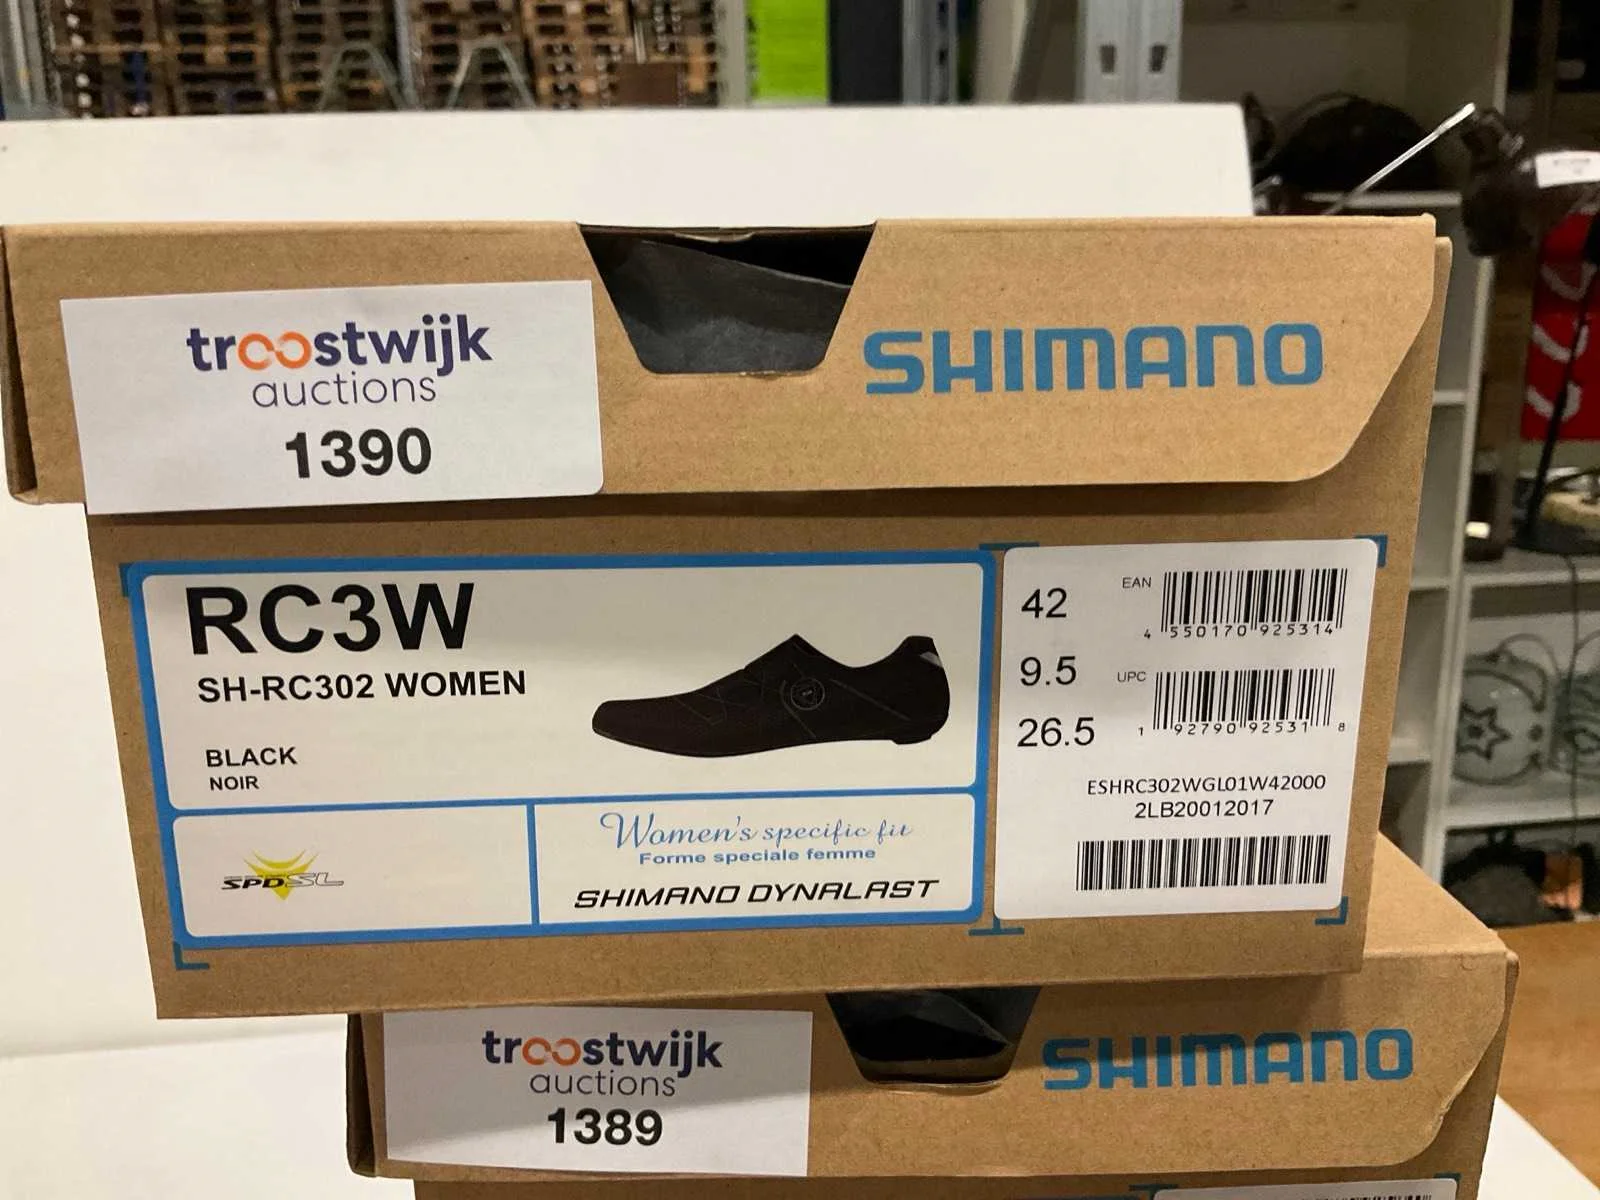 troostwijk
auctions
1390
SHIMANO
RC3W
SH-RC302 WOMEN
BLACK
NOIR
SPD-SL
Women's specific fit
Forme speciale femme
SHIMANO DYNALAST
42
9.5
26.5
EAN
4 550170 925314
UPC
1 92790 92531 8
ESHRC302WGL01W42000
2LB20012017
troostwijk
auctions
1389
SHIMANO